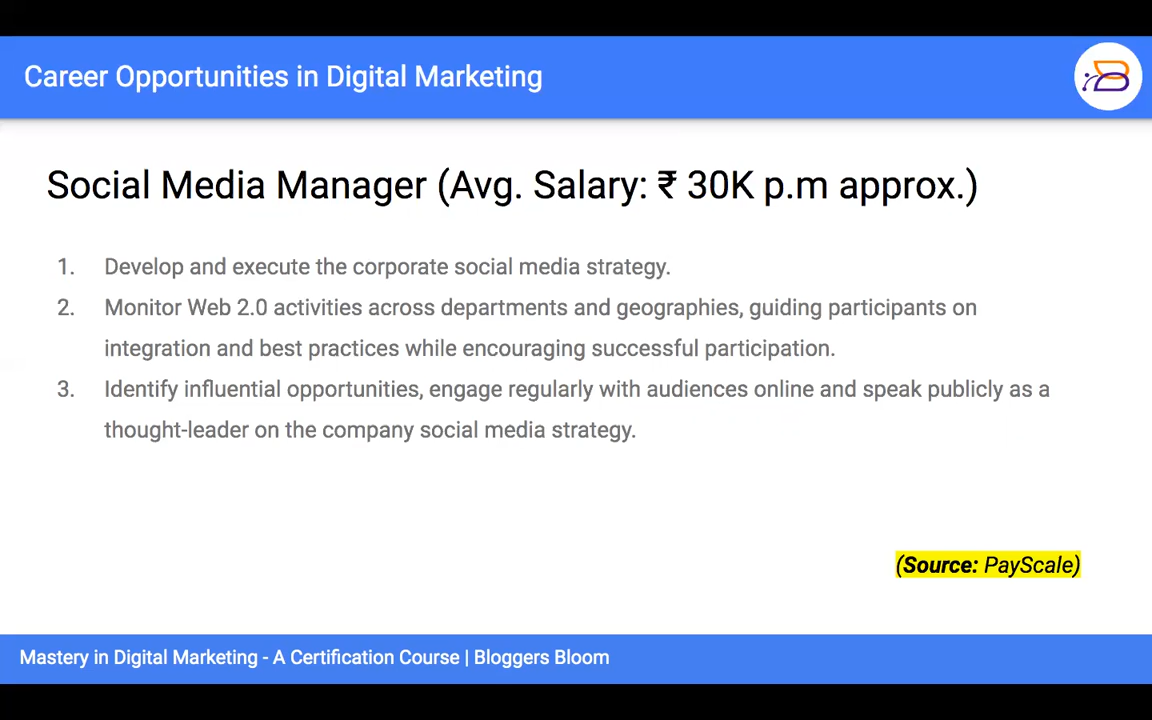 Career Opportunities in Digital Marketing
Social Media Manager (Avg. Salary: ₹ 30K p.m approx.)
1. Develop and execute the corporate social media strategy.
2. Monitor Web 2.0 activities across departments and geographies, guiding participants on
integration and best practices while encouraging successful participation.
3. Identify influential opportunities, engage regularly with audiences online and speak publicly as a
thought-leader on the company social media strategy.
(Source: PayScale)
Mastery in Digital Marketing - A Certification Course | Bloggers Bloom